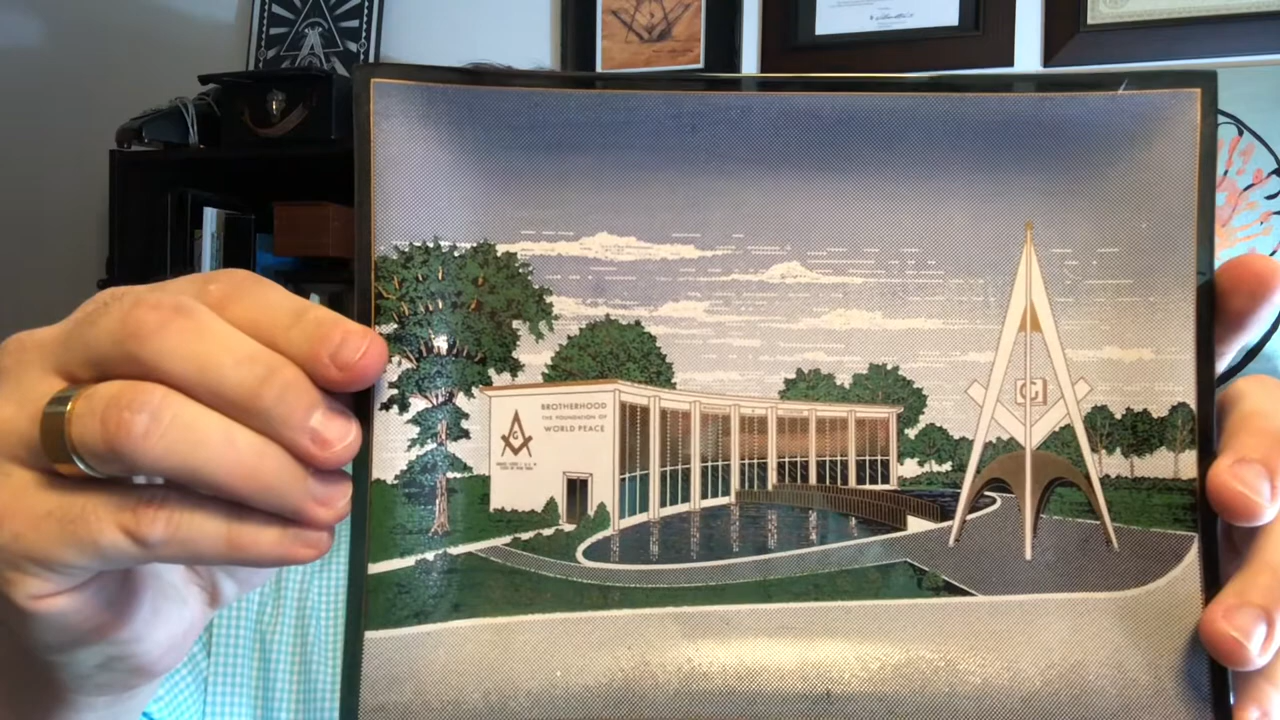 BROTHERHOOD
THE FOUNDATION OF
WORLD PEACE
G
G